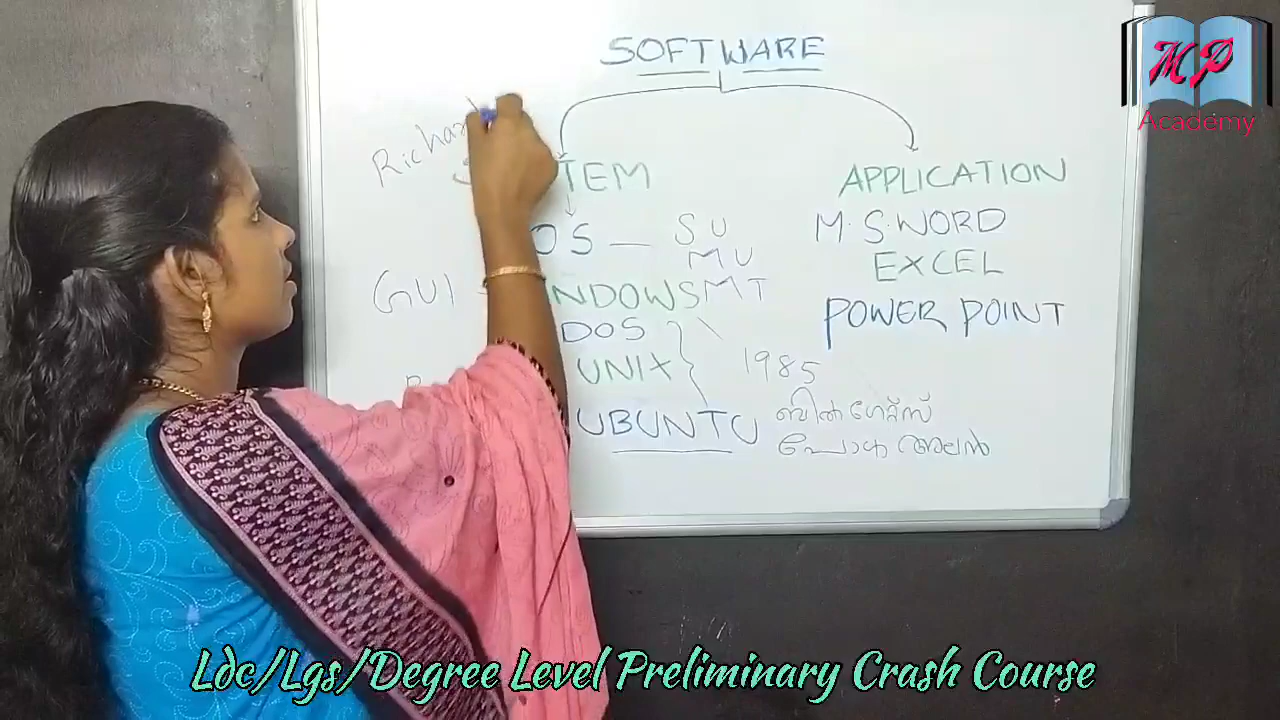 SOFTWARE
MP
Academy
Richar
TEM
APPLICATION
OS — SU
MU
MT
M.S.WORD
EXCEL
POWER POINT
GUI
NDOWS
DOS
UNIX
1985
UBUNTU
ബിൽ ഗേറ്റ്സ്
പോൾ അലൻ
Ldc/Lgs/Degree Level Preliminary Crash Course